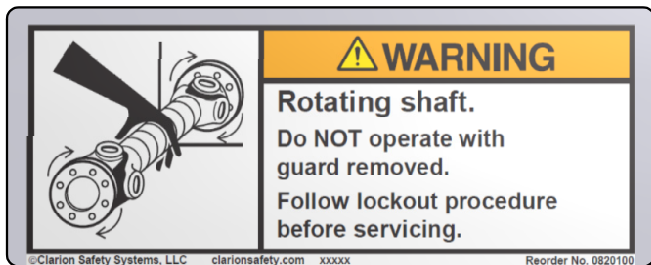 WARNING
Rotating shaft.
Do NOT operate with
guard removed.
Follow lockout procedure
before servicing.
©Clarion Safety Systems, LLC clarionsafety.com xxxxx Reorder No. 0820100